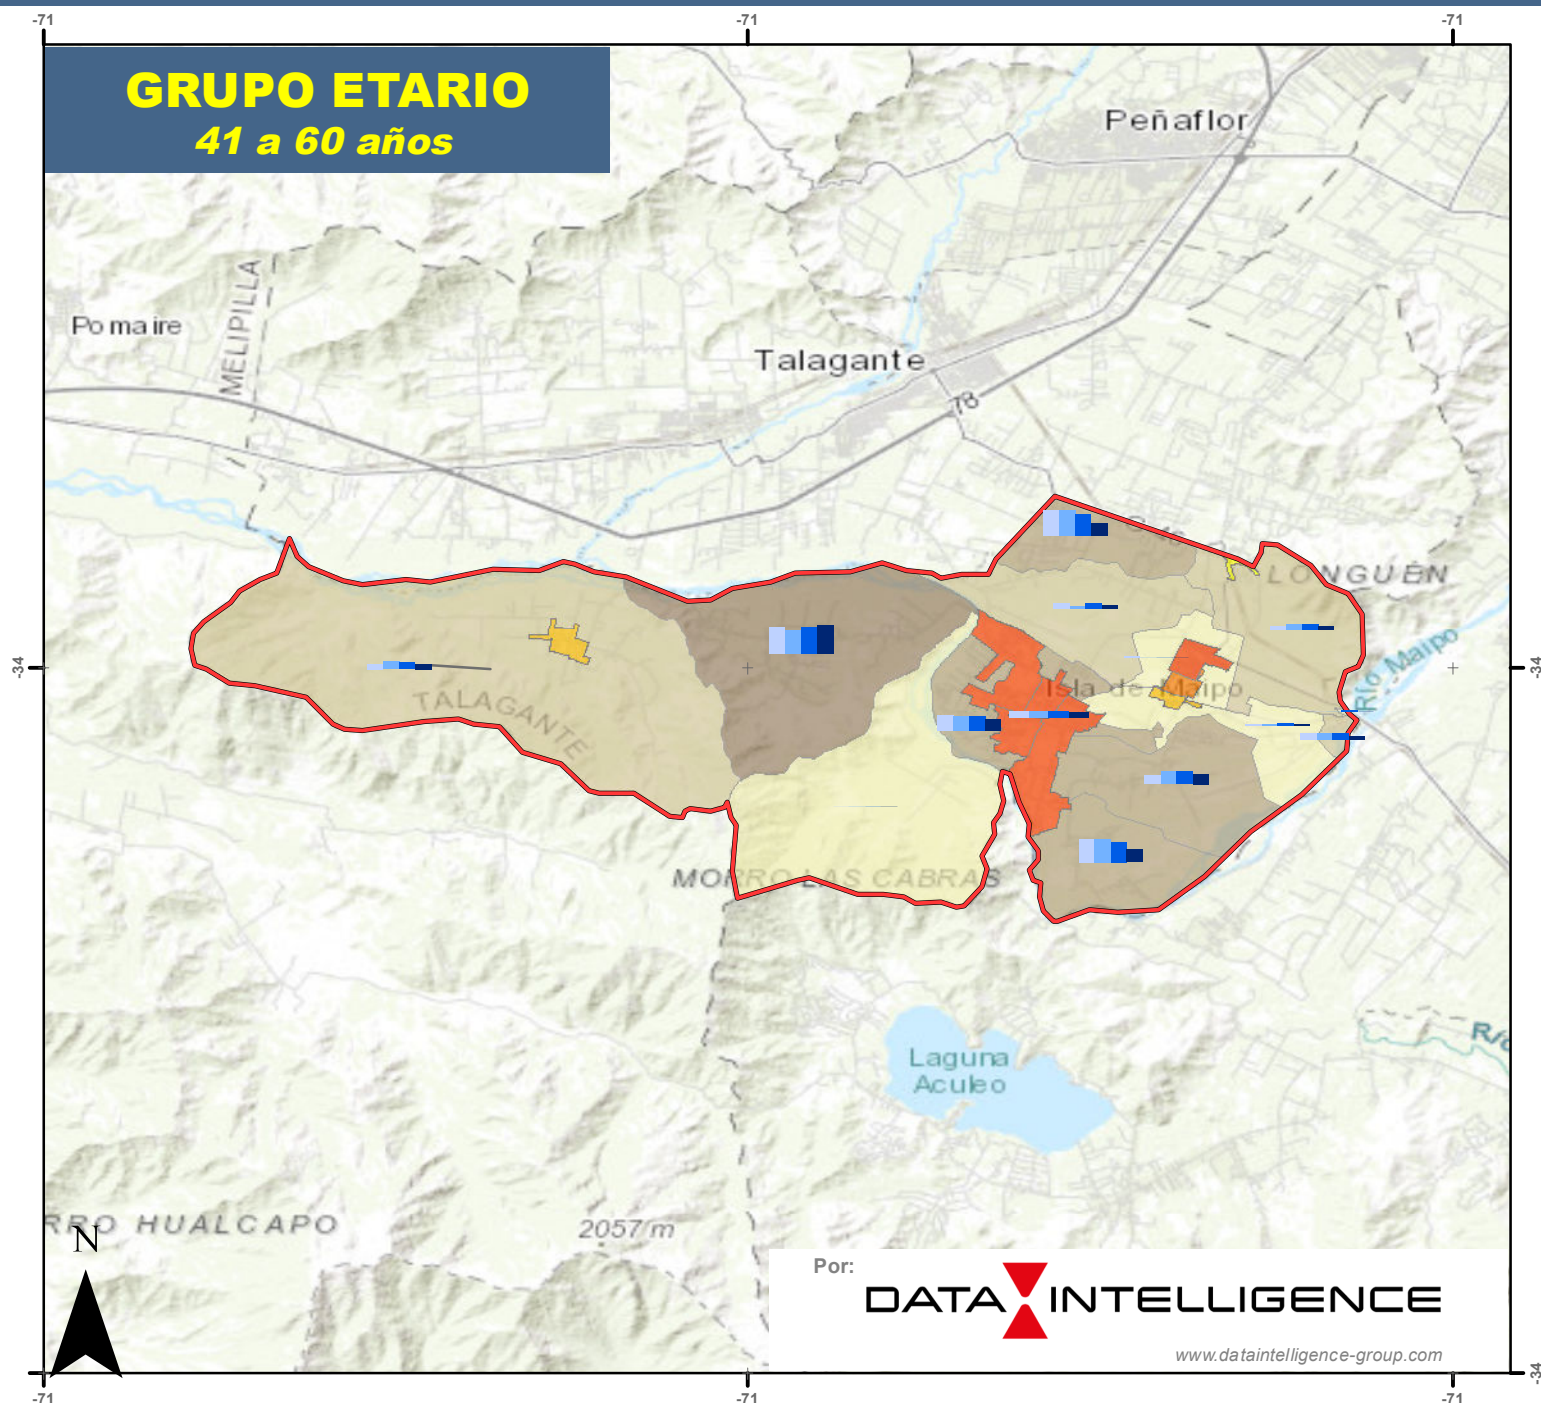 -71
-71
-71
GRUPO ETARIO
41 a 60 años
Peñaflor
Pomaire
MELIPILLA
Talagante
78
LONGUÉN
Río Maipo
Isla de Maipo
-34
-34
TALAGANTE
MORRO LAS CABRAS
Laguna
Aculeo
RRO HUALCAPO
2057 m
N
Por:
DATA INTELLIGENCE
www.dataintelligence-group.com
-34
-71
-71
-71